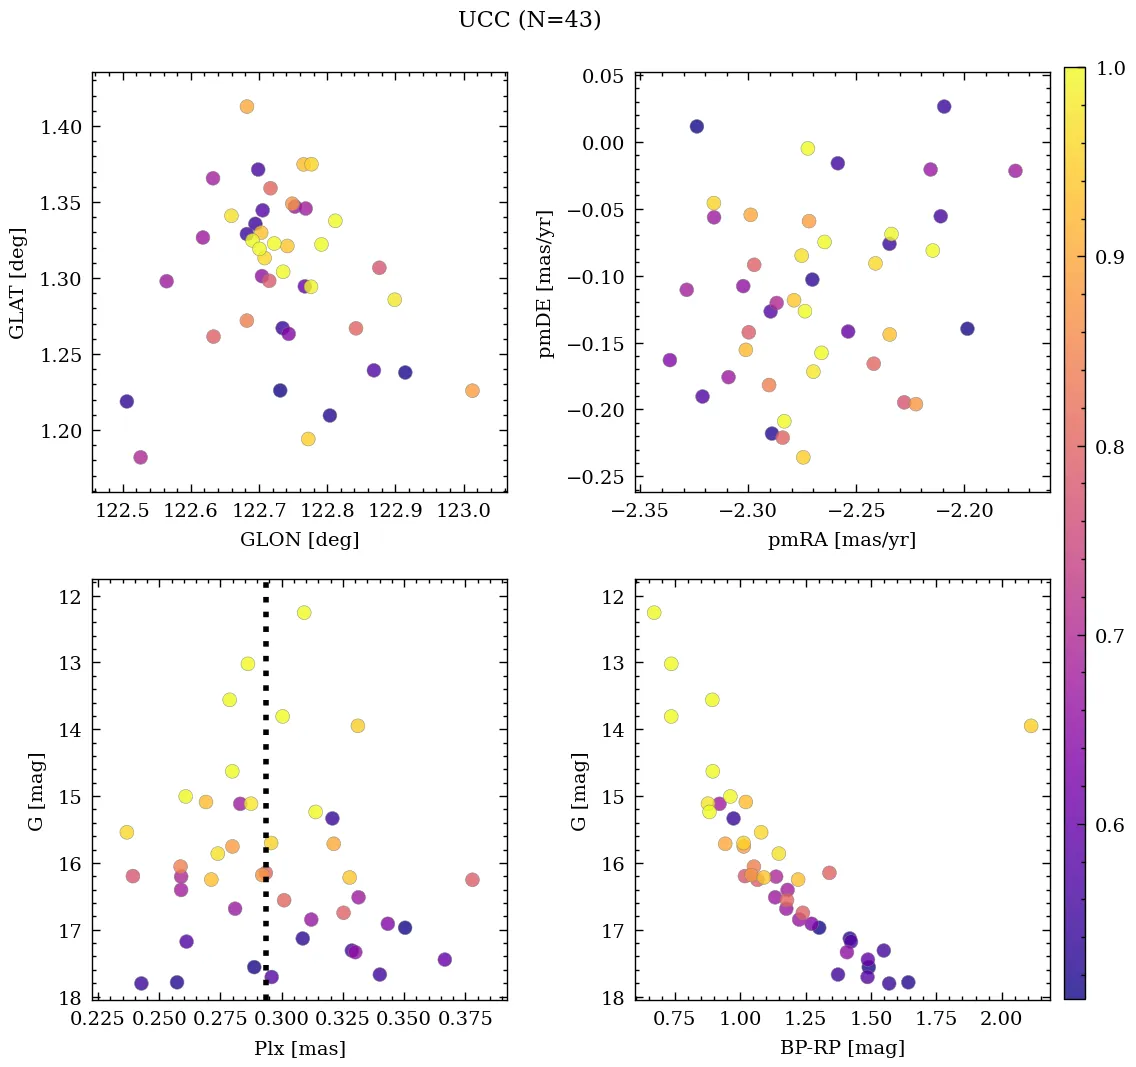 UCC (N=43)
1.40
1.35
1.30
1.25
1.20
GLAT [deg]
122.5 122.6 122.7 122.8 122.9 123.0
GLON [deg]
0.05
0.00
−0.05
−0.10
−0.15
−0.20
−0.25
pmDE [mas/yr]
−2.35 −2.30 −2.25 −2.20
pmRA [mas/yr]
12
13
14
15
16
17
18
G [mag]
0.225 0.250 0.275 0.300 0.325 0.350 0.375
Plx [mas]
12
13
14
15
16
17
18
G [mag]
0.75 1.00 1.25 1.50 1.75 2.00
BP-RP [mag]
1.0
0.9
0.8
0.7
0.6